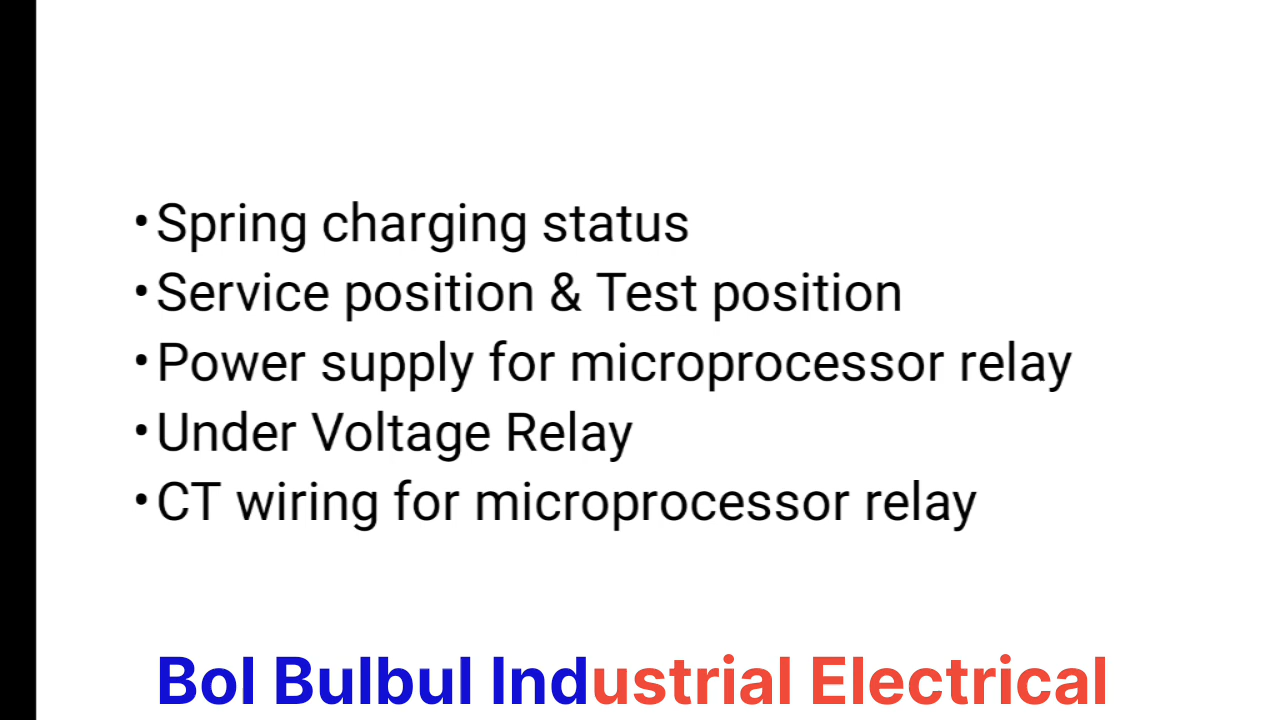 •Spring charging status
•Service position & Test position
•Power supply for microprocessor relay
•Under Voltage Relay
•CT wiring for microprocessor relay
Bol Bulbul Industrial Electrical